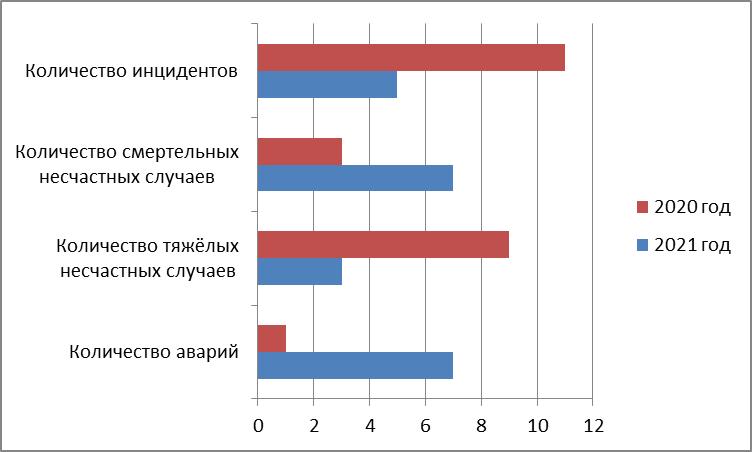 Количество инцидентов
Количество смертельных
несчастных случаев
Количество тяжёлых
несчастных случаев
Количество аварий
0 2 4 6 8 10 12
2020 год
2021 год